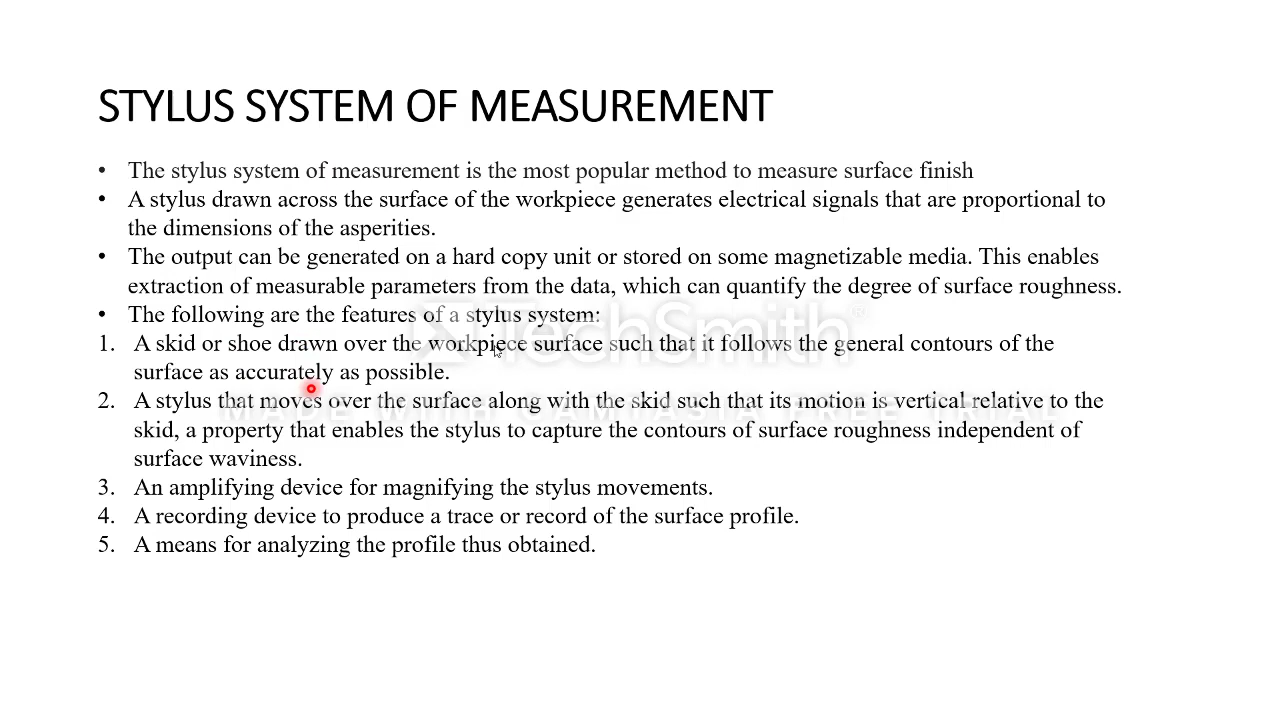 STYLUS SYSTEM OF MEASUREMENT
• The stylus system of measurement is the most popular method to measure surface finish
• A stylus drawn across the surface of the workpiece generates electrical signals that are proportional to
the dimensions of the asperities.
• The output can be generated on a hard copy unit or stored on some magnetizable media. This enables
extraction of measurable parameters from the data, which can quantify the degree of surface roughness.
• The following are the features of a stylus system:
1. A skid or shoe drawn over the workpiece surface such that it follows the general contours of the
surface as accurately as possible.
2. A stylus that moves over the surface along with the skid such that its motion is vertical relative to the
skid, a property that enables the stylus to capture the contours of surface roughness independent of
surface waviness.
3. An amplifying device for magnifying the stylus movements.
4. A recording device to produce a trace or record of the surface profile.
5. A means for analyzing the profile thus obtained.
TechSmith®
MADE WITH CAMTASIA FREE TRIAL